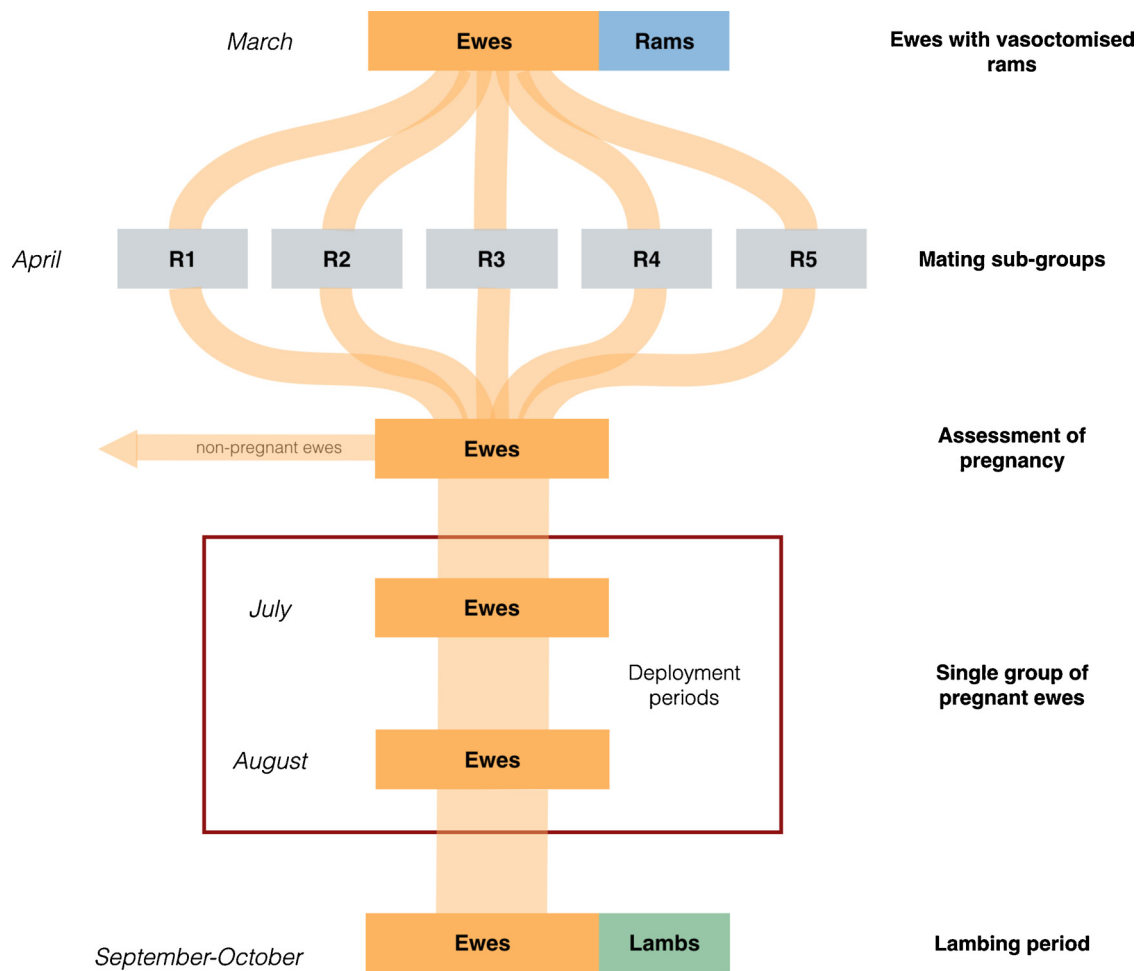 March
Ewes
Rams
Ewes with vasoctomised
rams
April
R1
R2
R3
R4
R5
Mating sub-groups
non-pregnant ewes
Ewes
Assessment of
pregnancy
July
Ewes
Deployment
periods
Single group of
pregnant ewes
August
Ewes
September-October
Ewes
Lambs
Lambing period